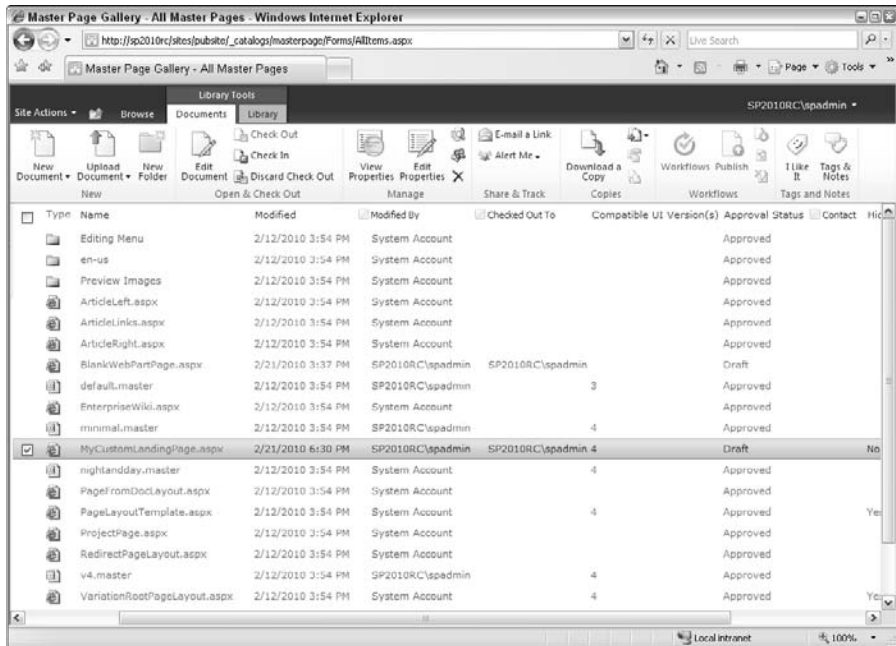 Master Page Gallery - All Master Pages - Windows Internet Explorer
http://sp2010rc/sites/pubsite/_catalogs/masterpage/Forms/AllItems.aspx
Live Search
Master Page Gallery - All Master Pages
Page Tools
Library Tools
Site Actions Browse Documents Library SP2010RC\spadmin
New Document Upload Document New Folder Edit Document Check Out Check In Discard Check Out View Properties Edit Properties E-mail a Link Alert Me Download a Copy Workflows Publish I Like It Tags & Notes
New Open & Check Out Manage Share & Track Copies Workflows Tags and Notes
Type Name Modified Modified By Checked Out To Compatible UI Version(s) Approval Status Contact Hid
Editing Menu 2/12/2010 3:54 PM System Account Approved
en-us 2/12/2010 3:54 PM System Account Approved
Preview Images 2/12/2010 3:54 PM System Account Approved
ArticleLeft.aspx 2/12/2010 3:54 PM System Account Approved
ArticleLinks.aspx 2/12/2010 3:54 PM System Account Approved
ArticleRight.aspx 2/12/2010 3:54 PM System Account Approved
BlankWebPartPage.aspx 2/21/2010 3:37 PM SP2010RC\spadmin SP2010RC\spadmin Draft
default.master 2/12/2010 3:54 PM SP2010RC\spadmin 3 Approved
EnterpriseWiki.aspx 2/12/2010 3:54 PM System Account Approved
minimal.master 2/12/2010 3:54 PM SP2010RC\spadmin 4 Approved
MyCustomLandingPage.aspx 2/21/2010 6:30 PM SP2010RC\spadmin SP2010RC\spadmin 4 Draft No
nightandday.master 2/12/2010 3:54 PM System Account 4 Approved
PageFromDocLayout.aspx 2/12/2010 3:54 PM System Account Approved
PageLayoutTemplate.aspx 2/12/2010 3:54 PM System Account 4 Approved Yes
ProjectPage.aspx 2/12/2010 3:54 PM System Account Approved
RedirectPageLayout.aspx 2/12/2010 3:54 PM System Account Approved
v4.master 2/12/2010 3:54 PM SP2010RC\spadmin 4 Approved
VariationRootPageLayout.aspx 2/12/2010 3:54 PM System Account 4 Approved Yes
Local intranet 100%